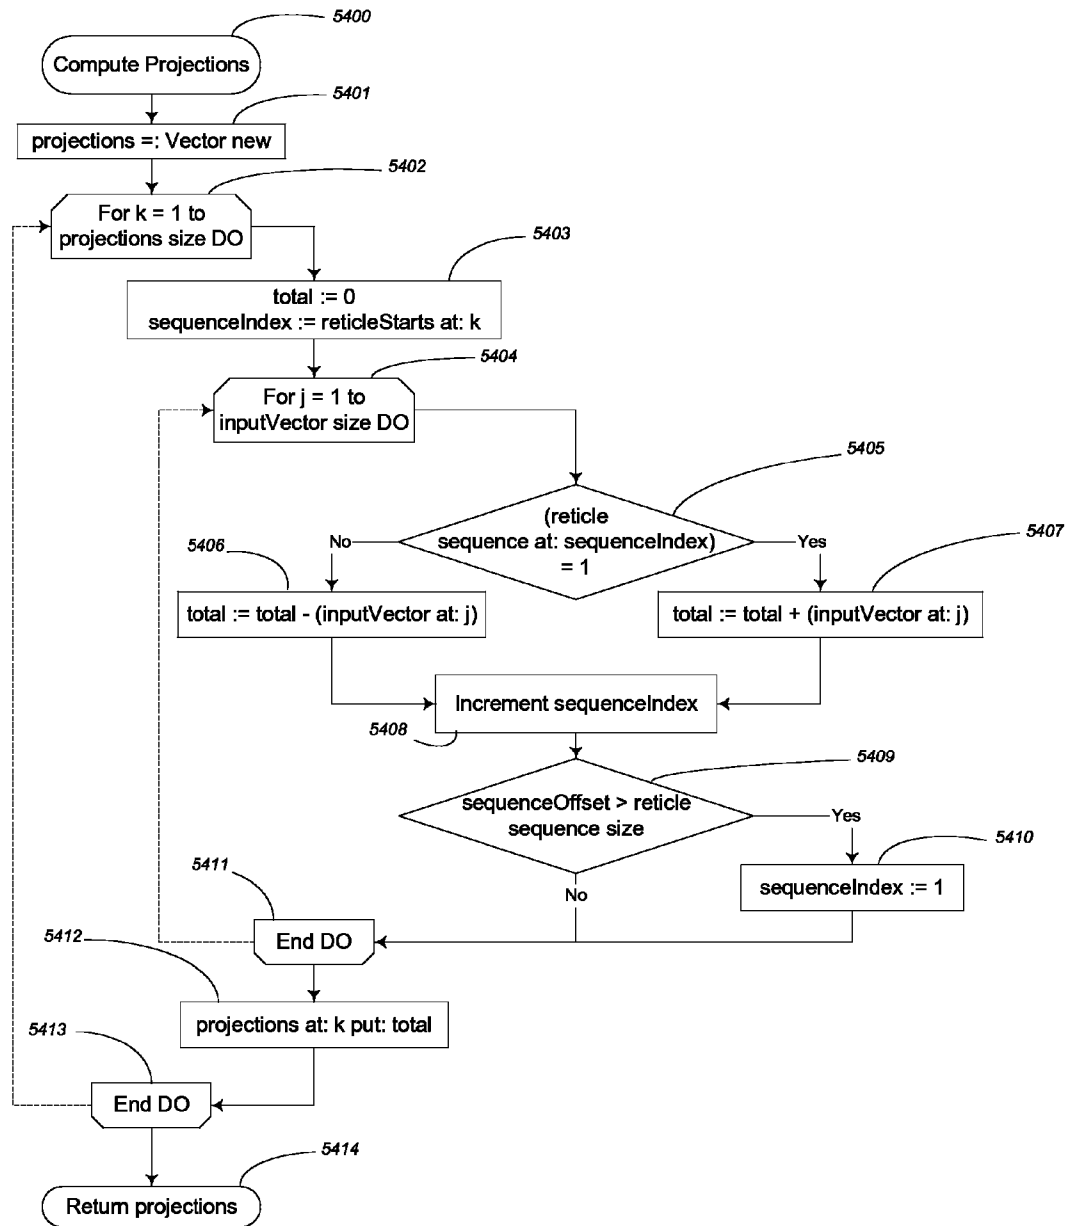 5400
Compute Projections
5401
projections =: Vector new
5402
For k = 1 to
projections size DO
5403
total := 0
sequenceIndex := reticleStarts at: k
5404
For j = 1 to
inputVector size DO
5405
(reticle
sequence at: sequenceIndex)
= 1
No
Yes
5406
5407
total := total - (inputVector at: j)
total := total + (inputVector at: j)
Increment sequenceIndex
5408
5409
sequenceOffset > reticle
sequence size
Yes
5410
No
sequenceIndex := 1
5411
End DO
5412
projections at: k put: total
5413
End DO
5414
Return projections